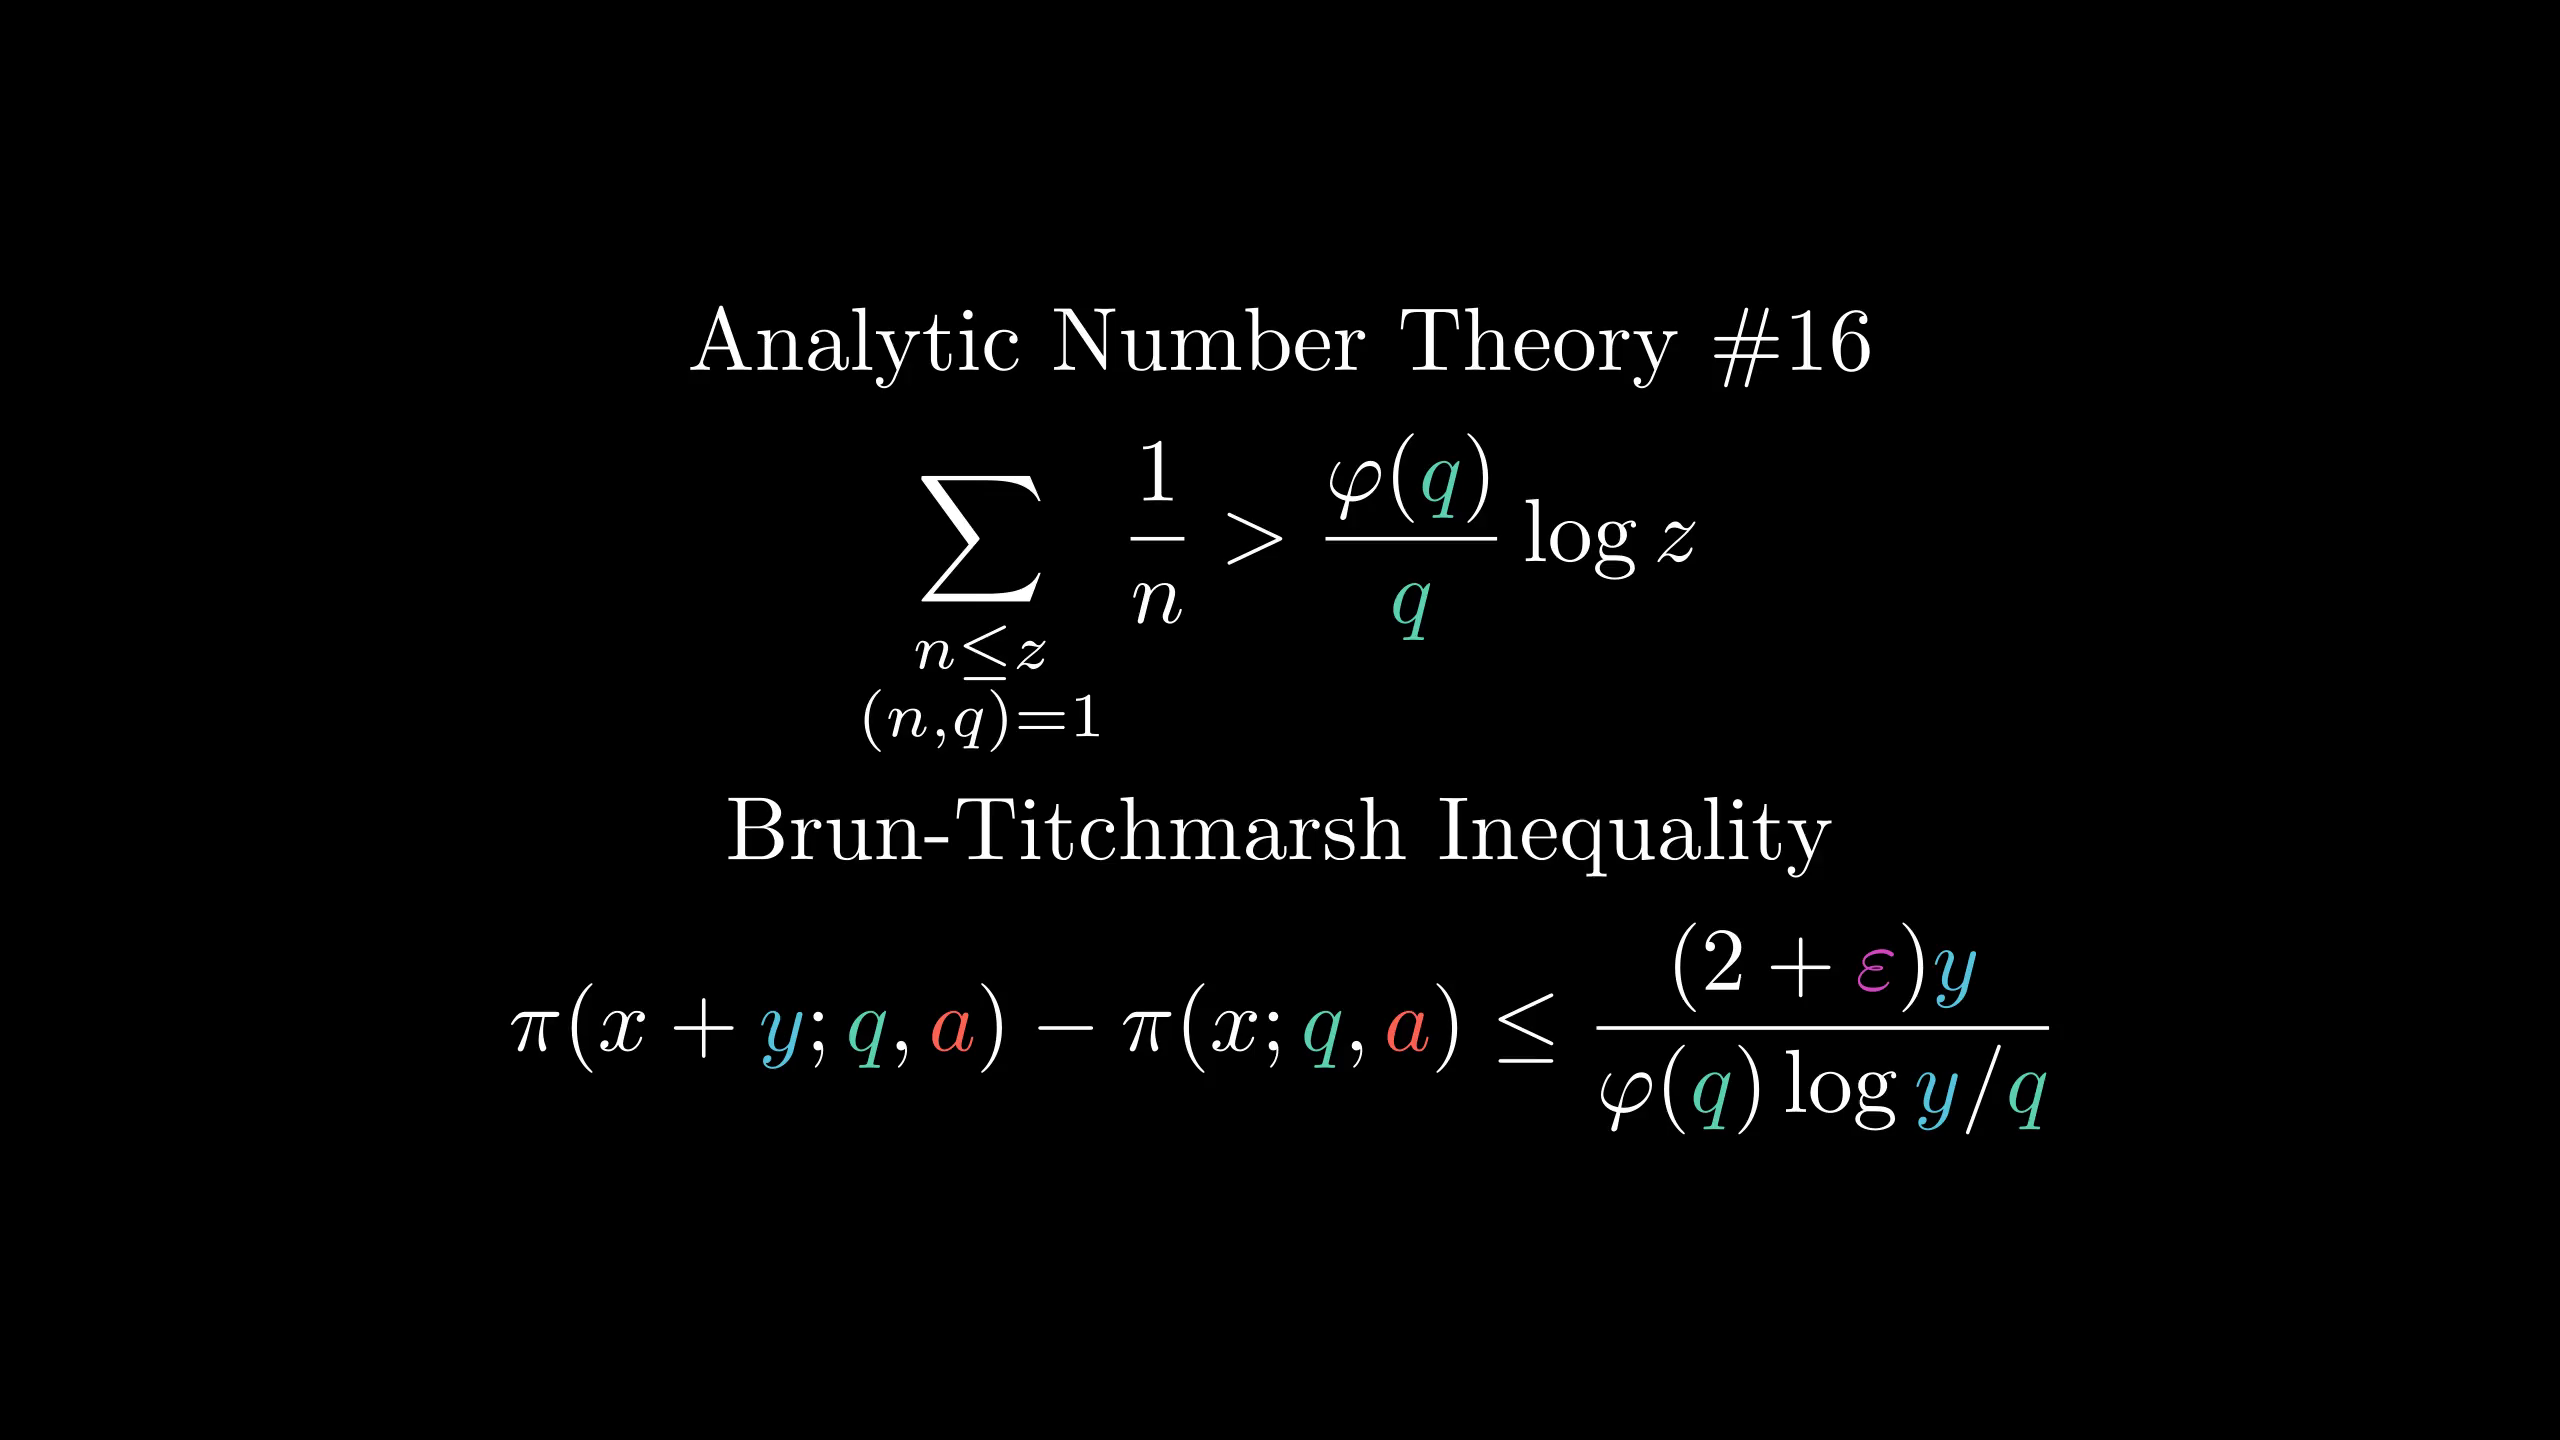 Analytic Number Theory #16
$$\sum_{\substack{n \leq z \\ (n,q)=1}} \frac{1}{n} > \frac{\varphi(q)}{q} \log z$$
Brun-Titchmarsh Inequality
$$\pi(x + y; q, a) - \pi(x; q, a) \leq \frac{(2 + \varepsilon)y}{\varphi(q) \log y/q}$$